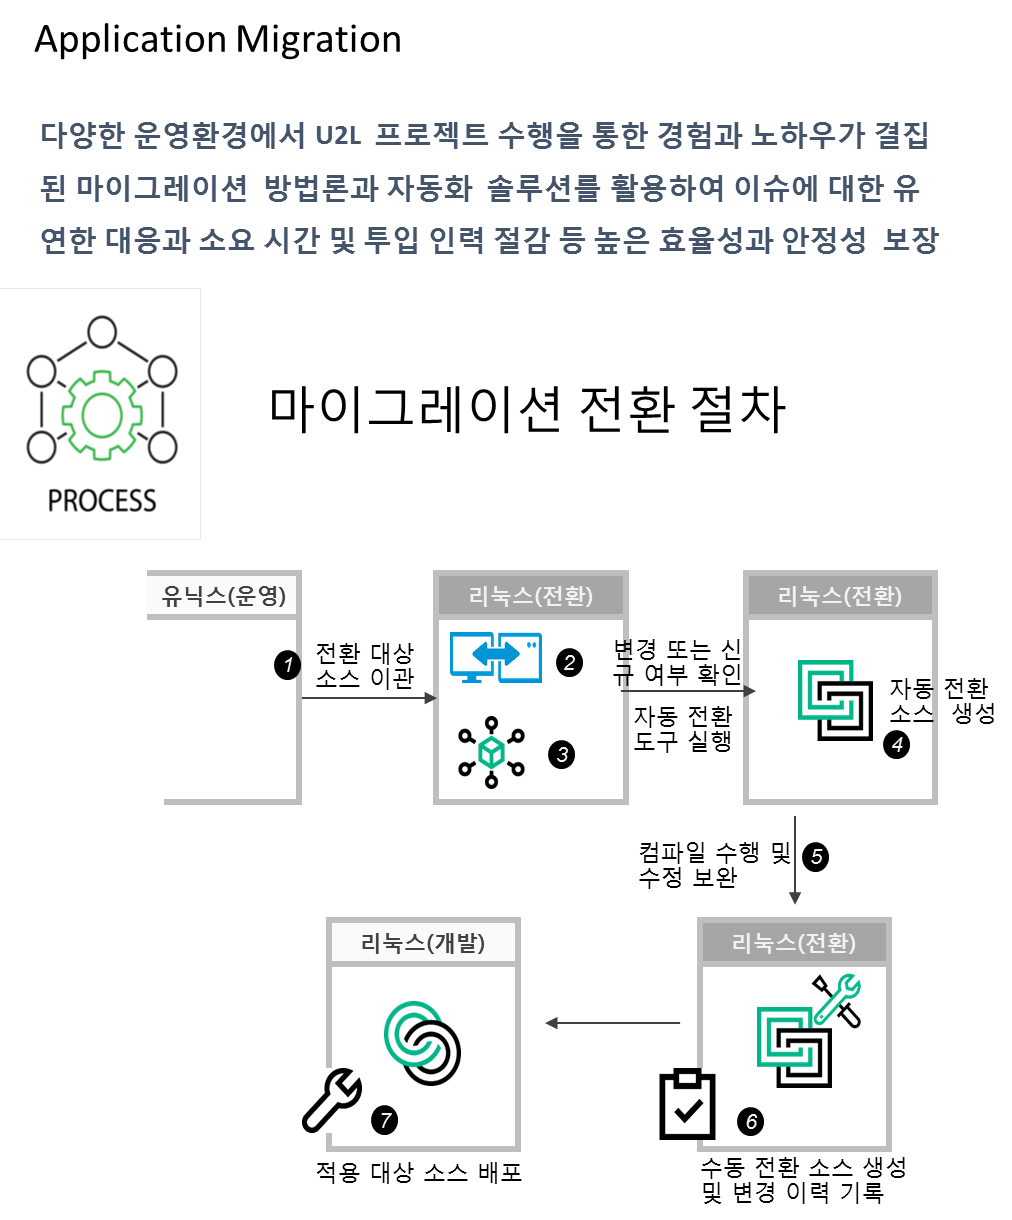 Application Migration
다양한 운영환경에서 U2L 프로젝트 수행을 통한 경험과 노하우가 결집
된 마이그레이션 방법론과 자동화 솔루션를 활용하여 이슈에 대한 유
연한 대응과 소요 시간 및 투입 인력 절감 등 높은 효율성과 안정성 보장
PROCESS
마이그레이션 전환 절차
유닉스(운영)
1
전환 대상
소스 이관
리눅스(전환)
2
3
변경 또는 신
규 여부 확인
자동 전환
도구 실행
리눅스(전환)
자동 전환
소스 생성
4
컴파일 수행 및
수정 보완
5
리눅스(전환)
6
수동 전환 소스 생성
및 변경 이력 기록
리눅스(개발)
7
적용 대상 소스 배포